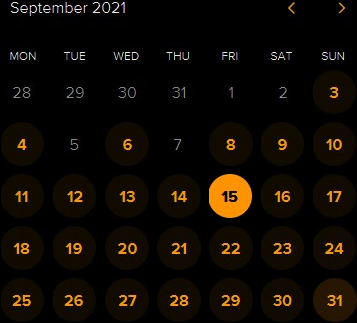 September 2021
MON TUE WED THU FRI SAT SUN
28 29 30 31 1 2 3
4 5 6 7 8 9 10
11 12 13 14 15 16 17
18 19 20 21 22 23 24
25 26 27 28 29 30 31